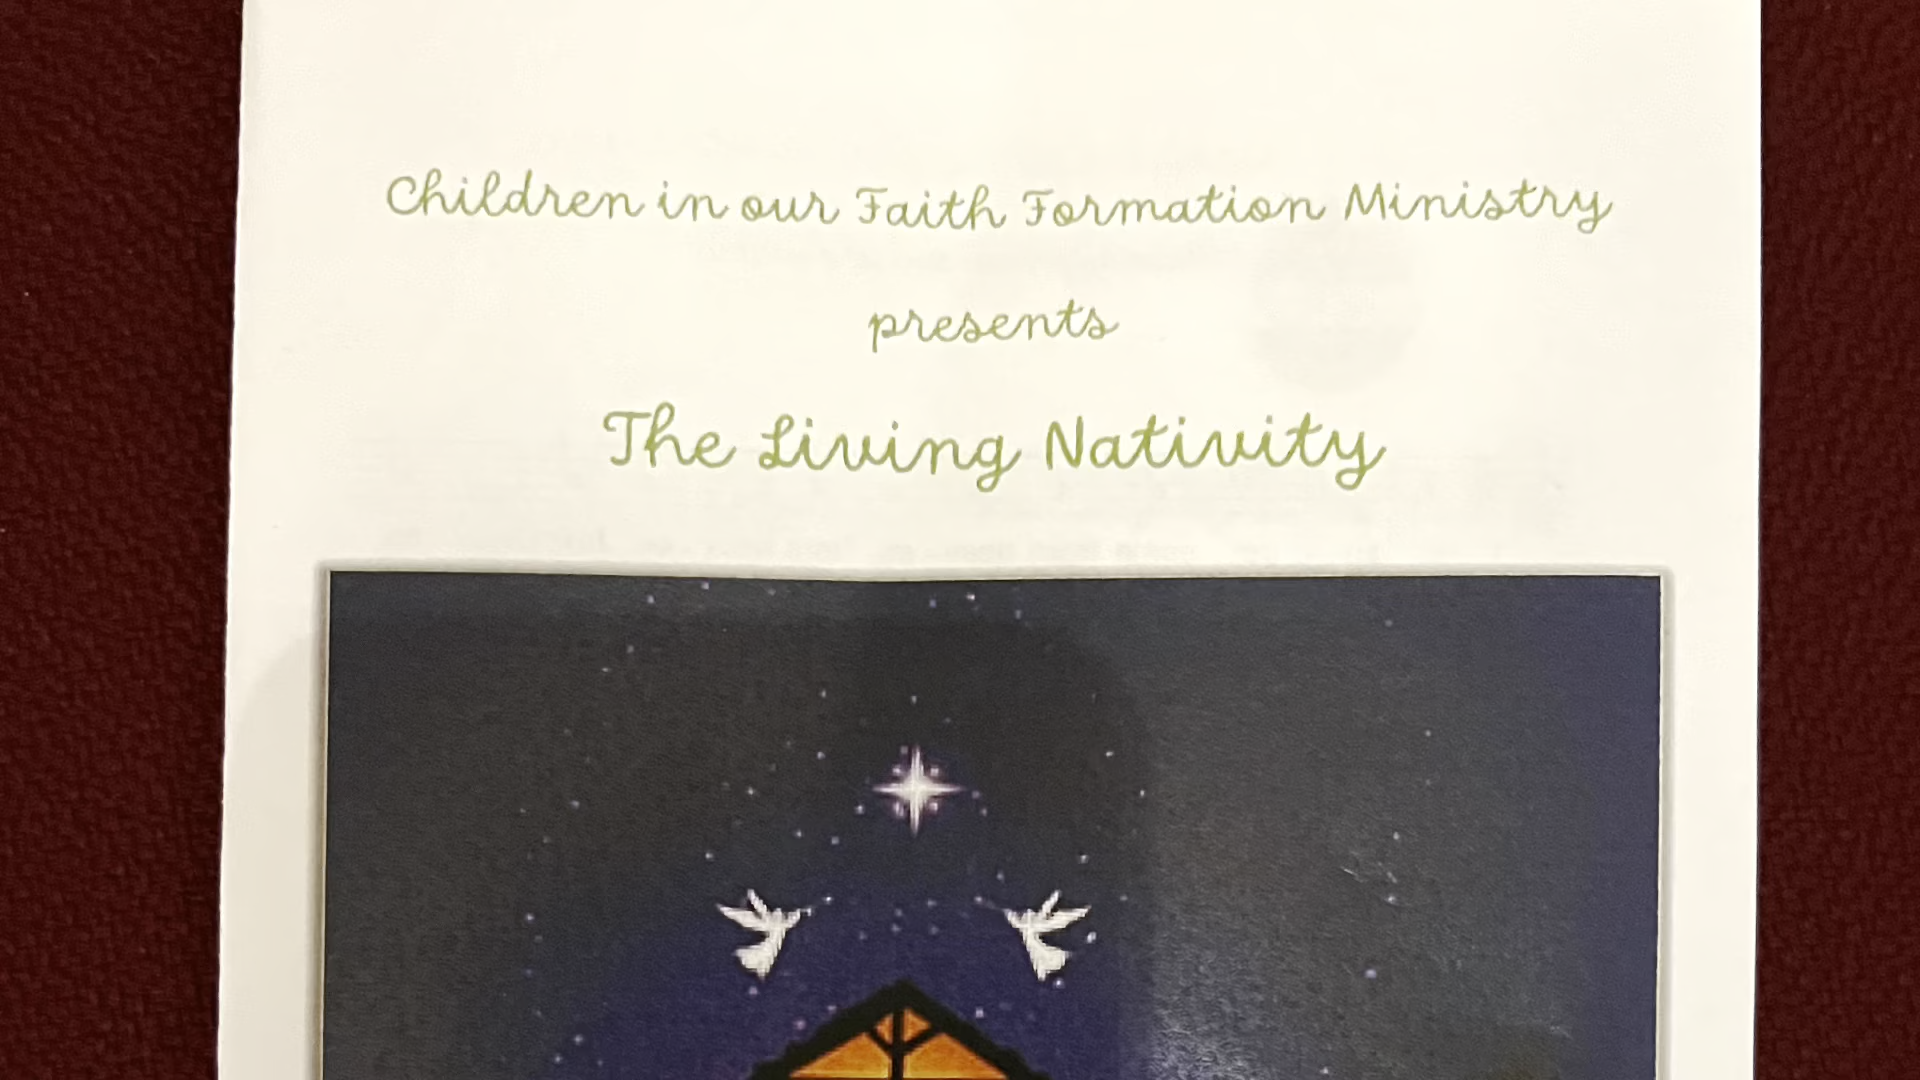 Children in our Faith Formation Ministry
presents
The Living Nativity